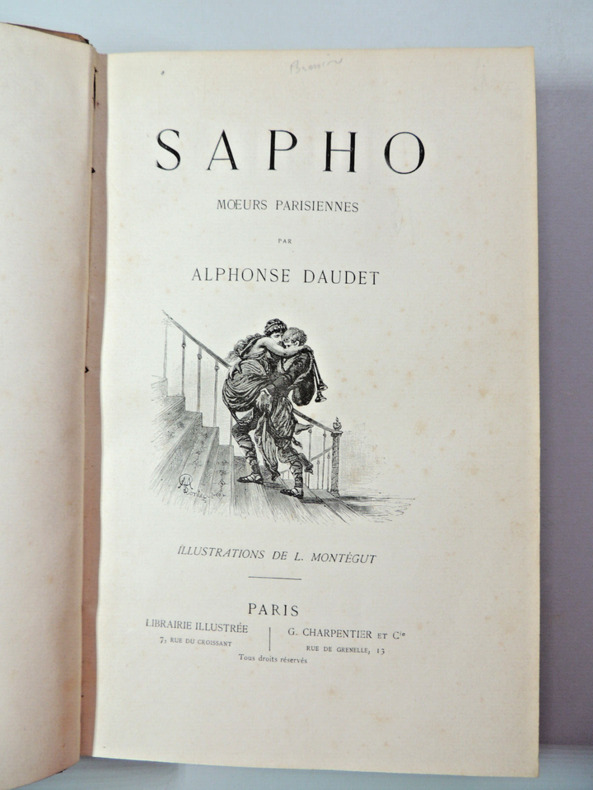 SAPHO
MŒURS PARISIENNES
PAR
ALPHONSE DAUDET
ILLUSTRATIONS DE L. MONTÉGUT
PARIS
LIBRAIRIE ILLUSTRÉE
7, RUE DU CROISSANT
G. CHARPENTIER ET Cie
RUE DE GRENELLE, 13
Tous droits réservés